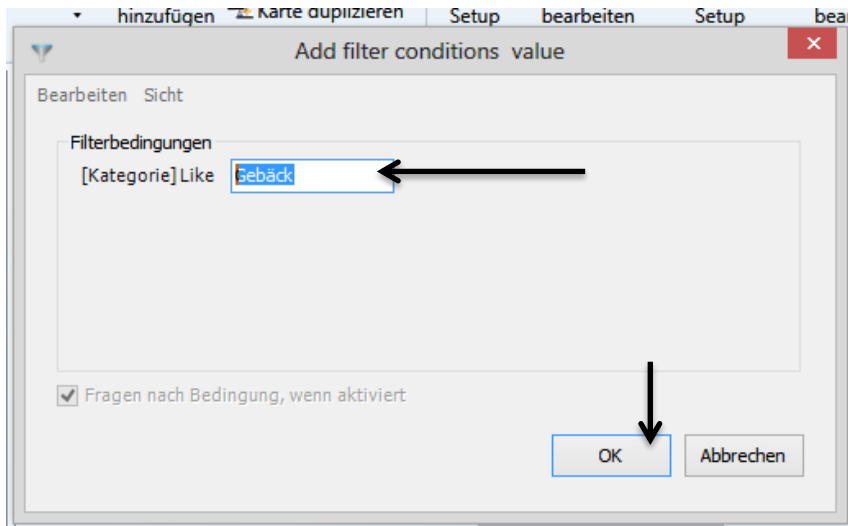 hinzufügen Karte duplizieren Setup bearbeiten Setup
Add filter conditions value
Bearbeiten Sicht
Filterbedingungen
[Kategorie] Like Gebäck
Fragen nach Bedingung, wenn aktiviert
OK Abbrechen